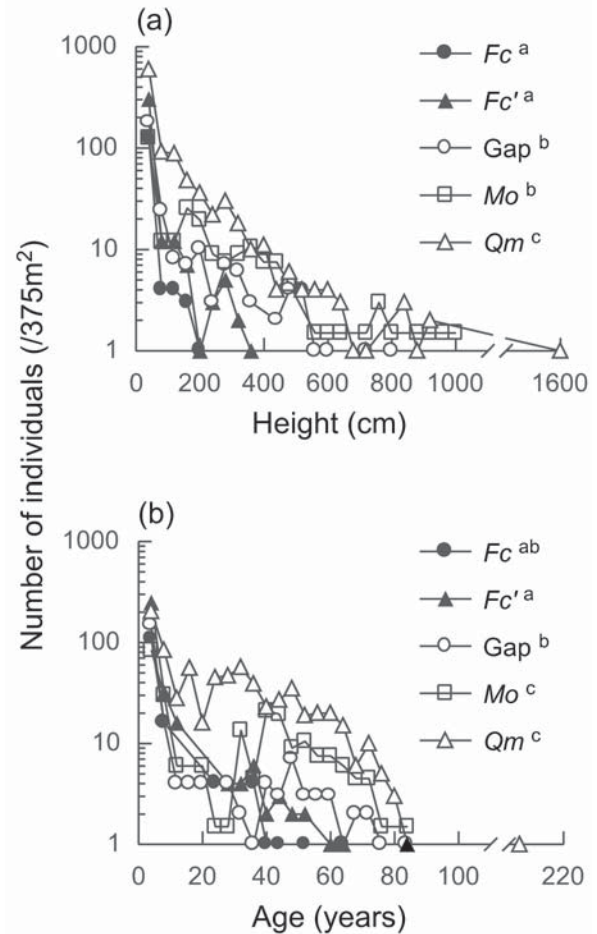 (a)
1000
100
10
1
0
200
400
600
800
1000
1600
Height (cm)
Fc a
Fc' a
Gap b
Mo b
Qm c
Number of individuals (/375m²)
(b)
1000
100
10
1
0
20
40
60
80
100
220
Age (years)
Fc ab
Fc' a
Gap b
Mo c
Qm c